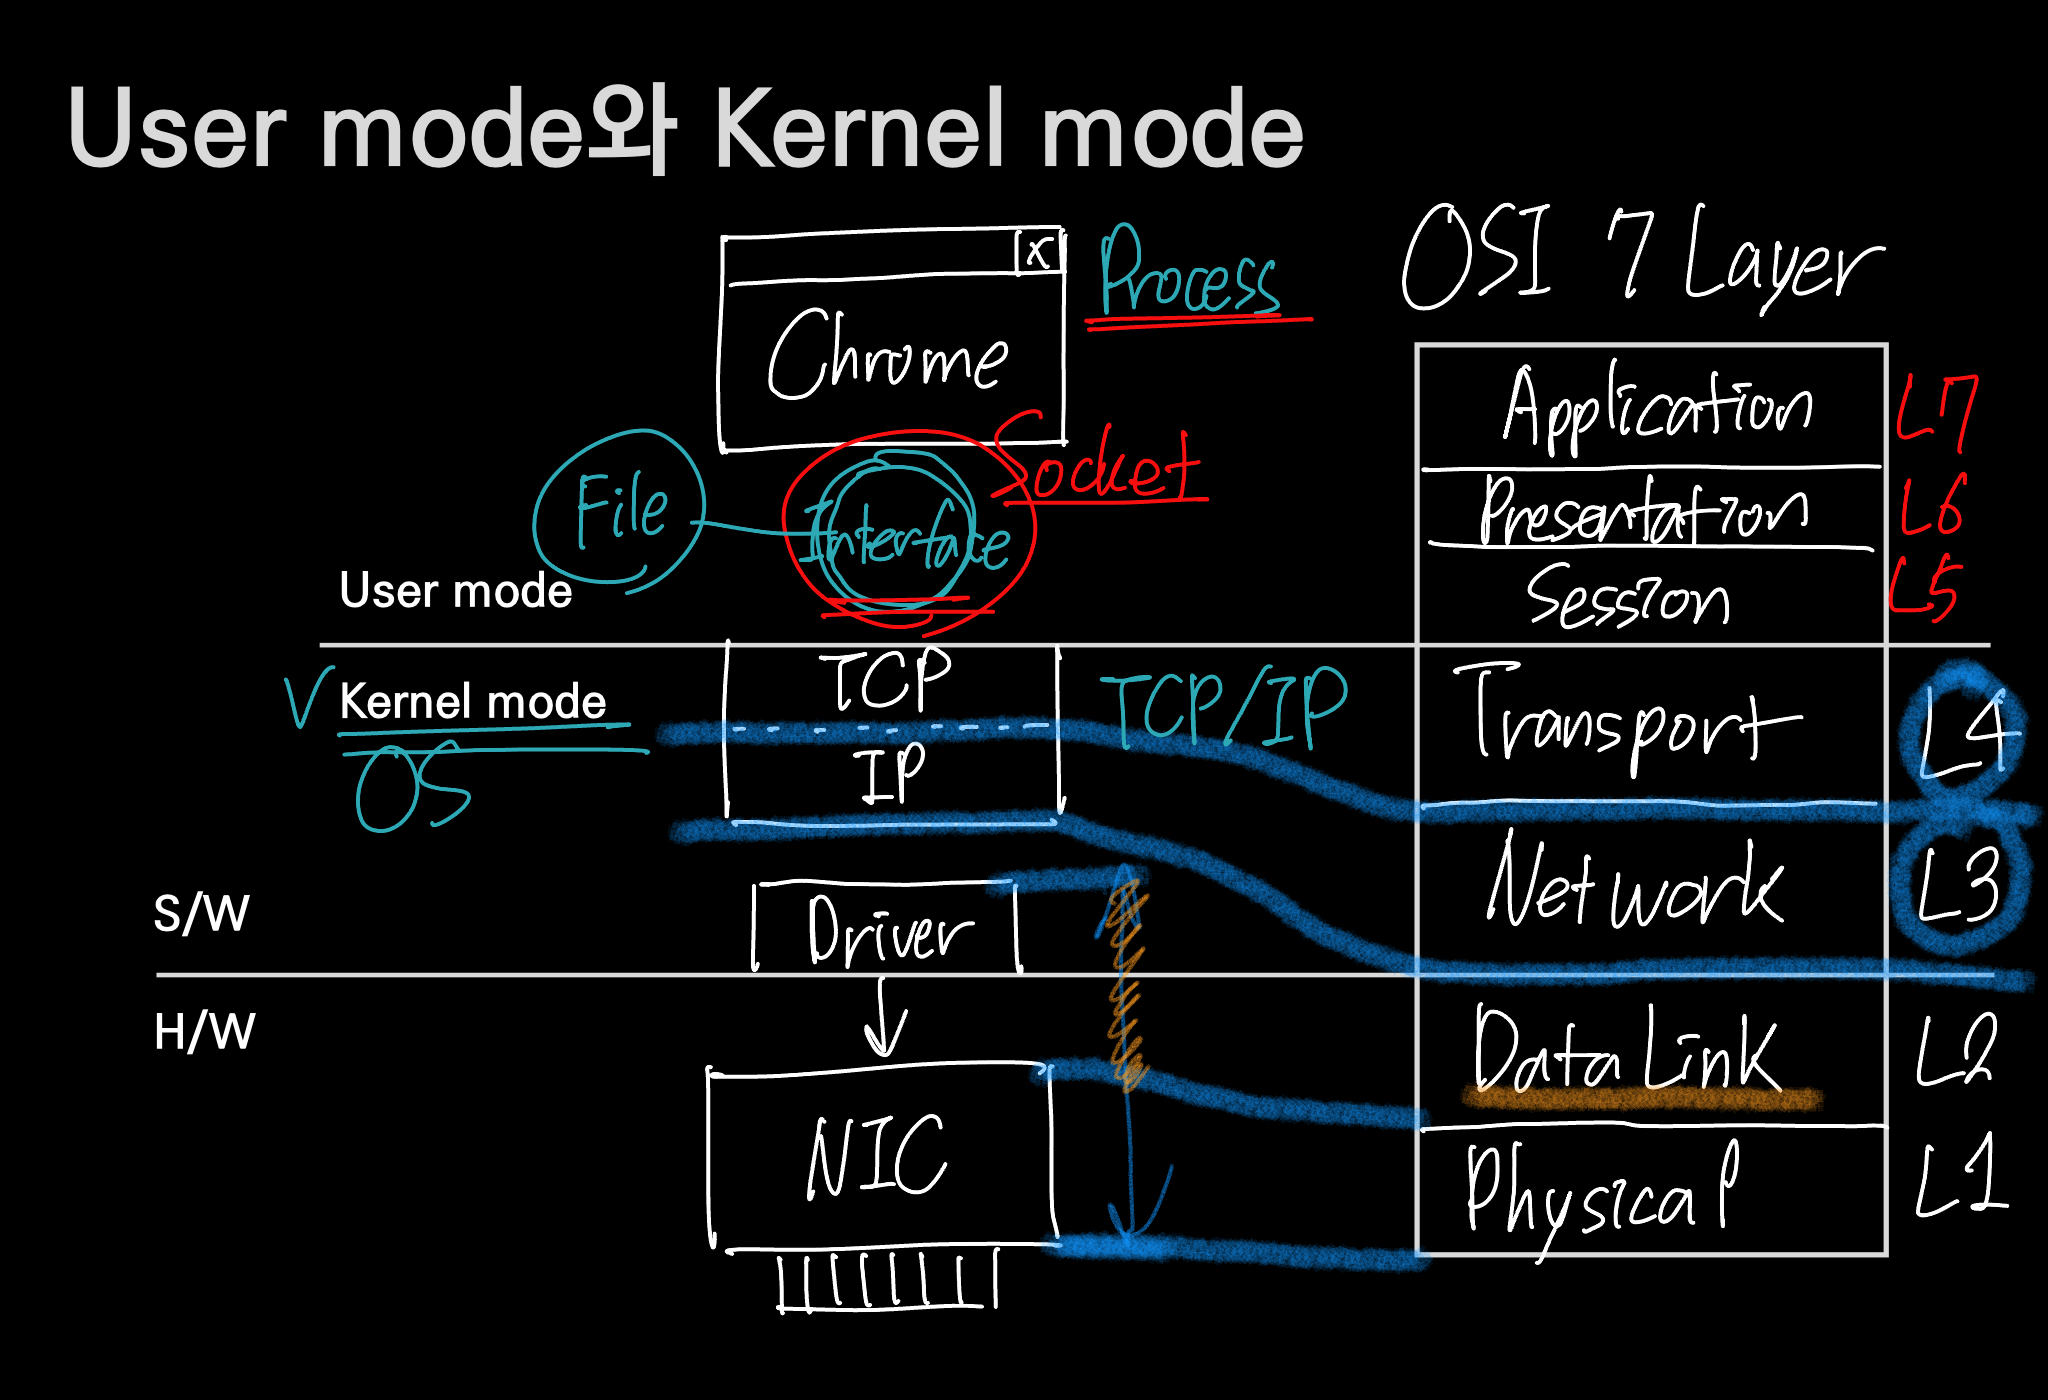 User mode와 Kernel mode
OSI 7 Layer
X
Process
Chrome
Application
L7
Socket
File
Interface
Presentation
L6
User mode
Session
L5
TCP
Kernel mode
TCP/IP
Transport
L4
IP
OS
Network
L3
S/W
Driver
H/W
Data Link
L2
NIC
Physical
L1